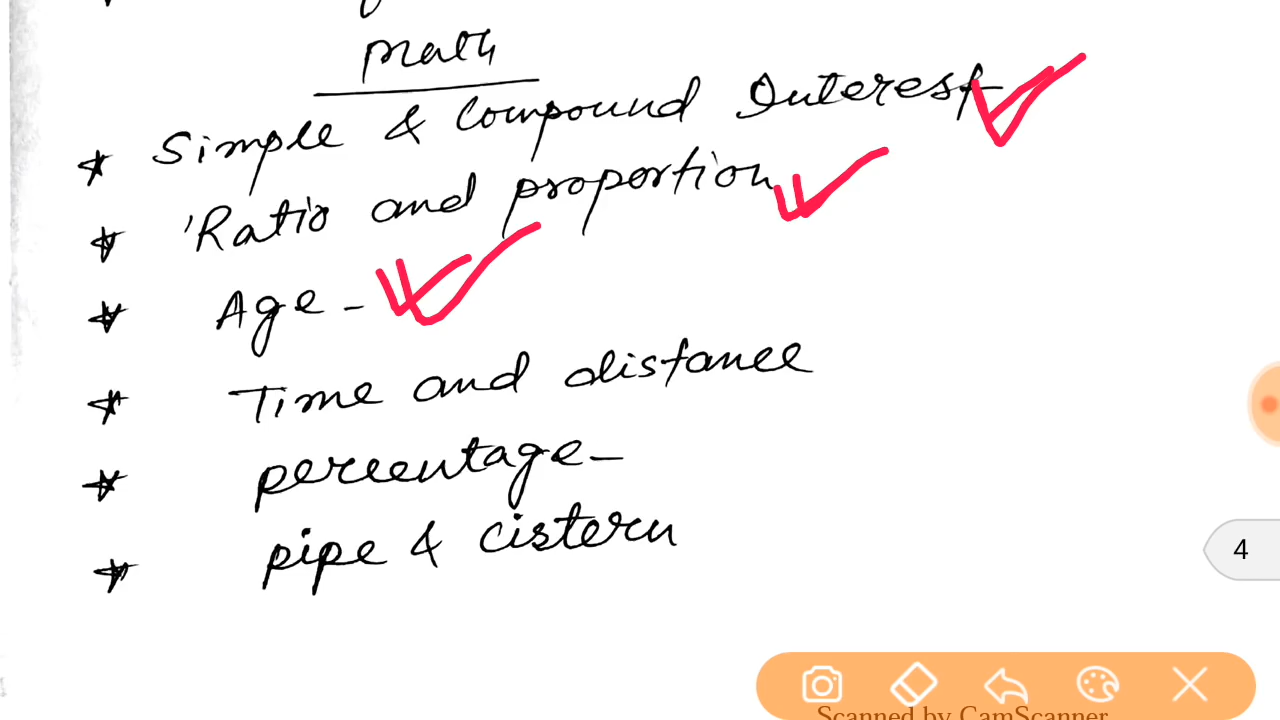 Math
* Simple & Compound Interest
* Ratio and proportion
* Age -
* Time and distance
* percentage -
* pipe & cistern
4
Scanned by CamScanner